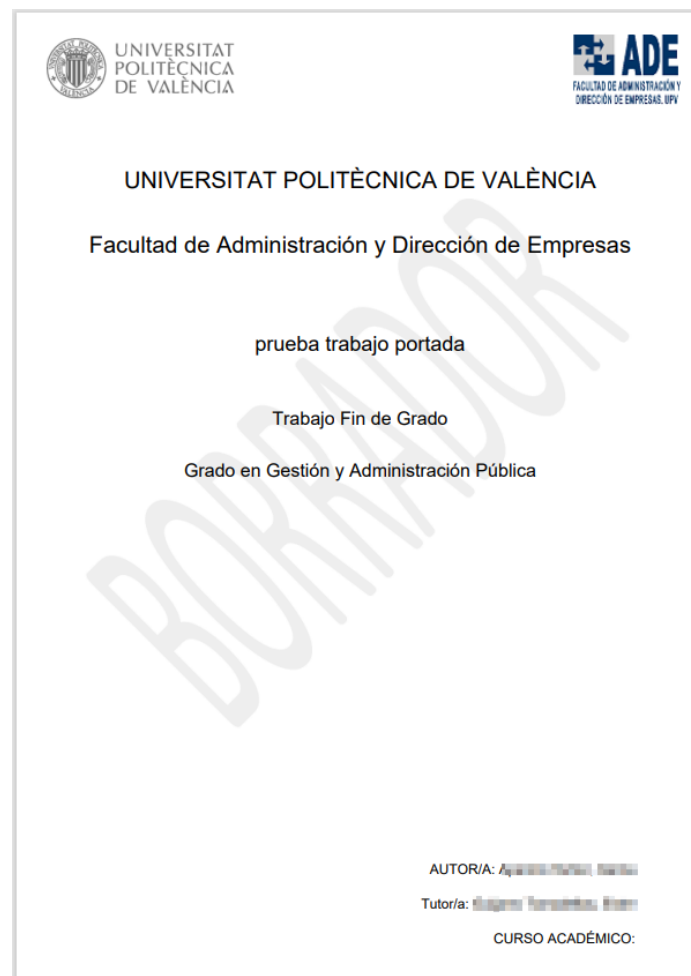 UNIVERSITAT
POLITÈCNICA
DE VALÈNCIA
ADE
FACULTAD DE ADMINISTRACIÓN Y
DIRECCIÓN DE EMPRESAS. UPV
UNIVERSITAT POLITÈCNICA DE VALÈNCIA
Facultad de Administración y Dirección de Empresas
prueba trabajo portada
Trabajo Fin de Grado
Grado en Gestión y Administración Pública
BORRADOR
AUTOR/A:
Tutor/a:
CURSO ACADÉMICO: